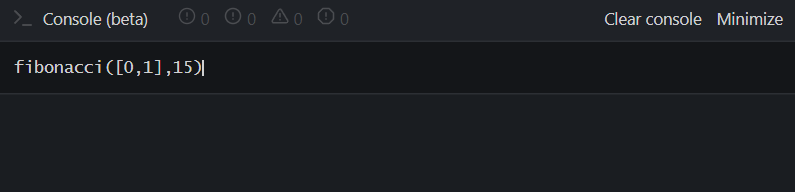 >_ Console (beta) 0 0 0 0 Clear console Minimize
fibonacci([0,1],15)